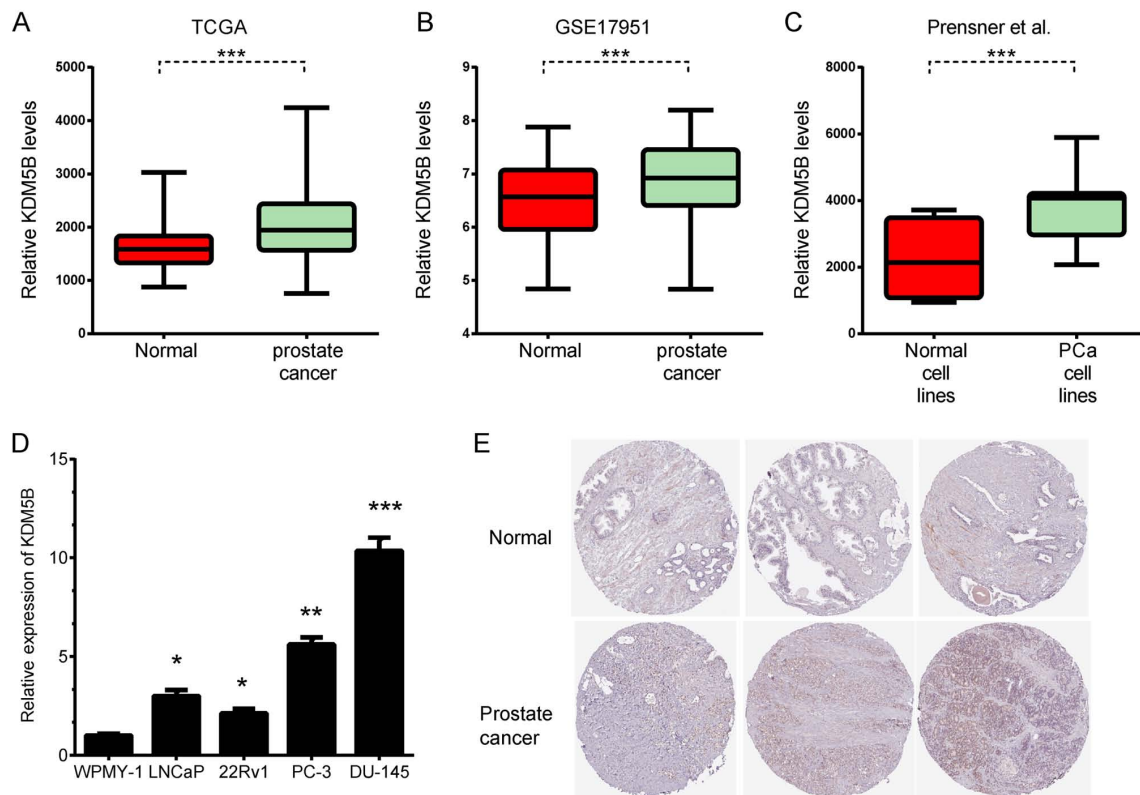 A
TCGA
***
Relative KDM5B levels
5000
4000
3000
2000
1000
0
Normal
prostate
cancer
B
GSE17951
***
Relative KDM5B levels
9
8
7
6
5
4
Normal
prostate
cancer
C
Prensner et al.
***
Relative KDM5B levels
8000
6000
4000
2000
0
Normal
cell
lines
PCa
cell
lines
D
Relative expression of KDM5B
15
10
5
0
*
*
**
***
WPMY-1 LNCaP 22Rv1 PC-3 DU-145
E
Normal
Prostate
cancer